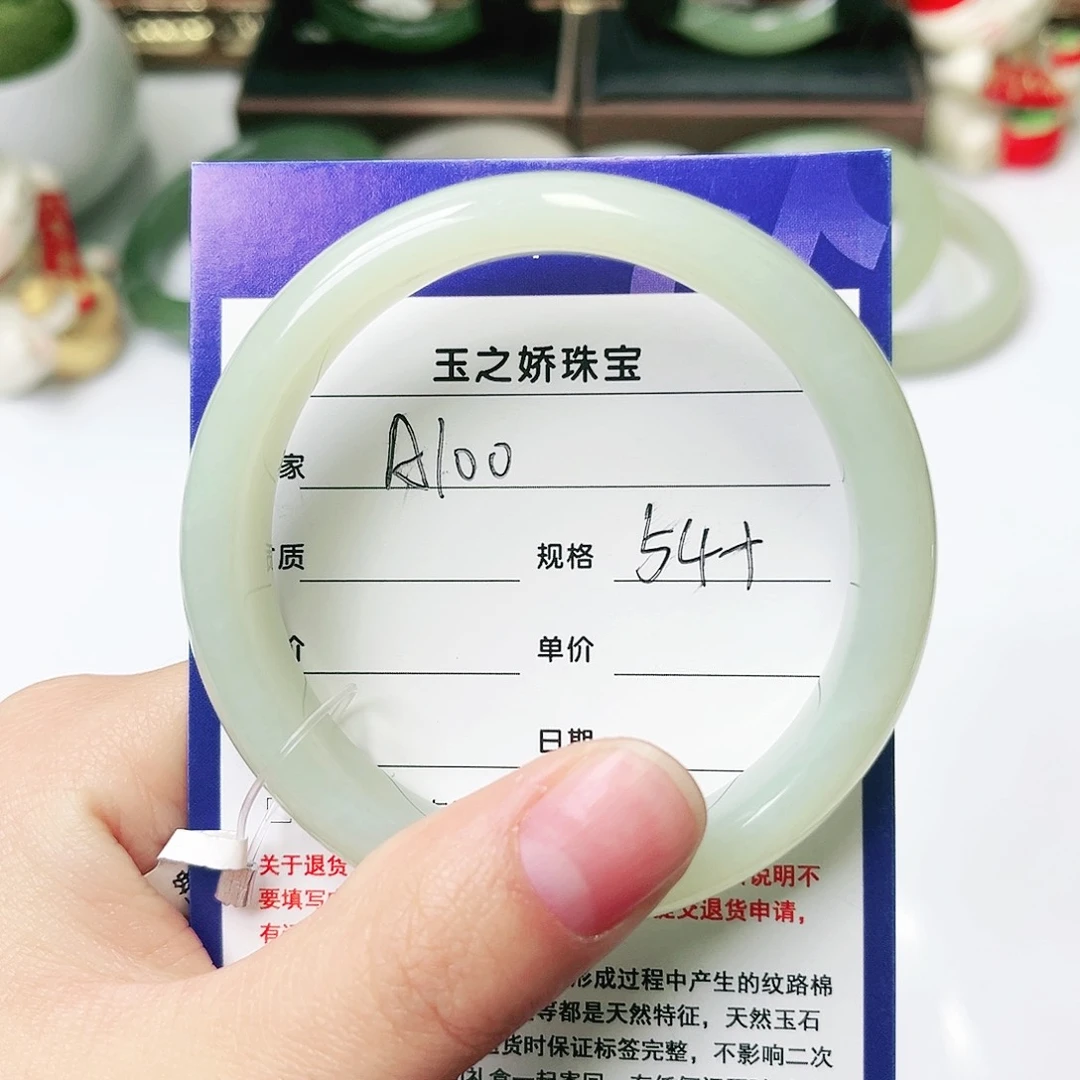 玉之娇珠宝
家 A100
质 规格 54+
单价
日期
关于退货 说明不
要填写 提交退货申请,
形成过程中产生的纹路棉
等都是天然特征,天然玉石
货时保证标签完整,不影响二次